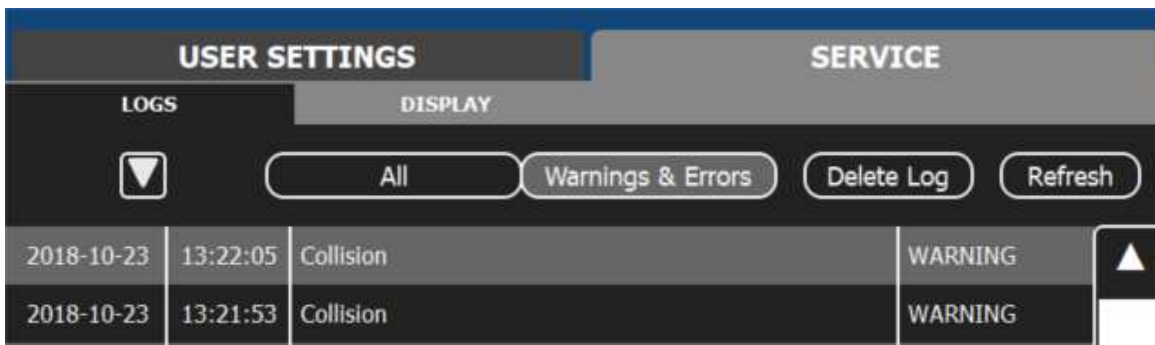 USER SETTINGS SERVICE
LOGS DISPLAY
All Warnings & Errors Delete Log Refresh
2018-10-23 13:22:05 Collision WARNING
2018-10-23 13:21:53 Collision WARNING